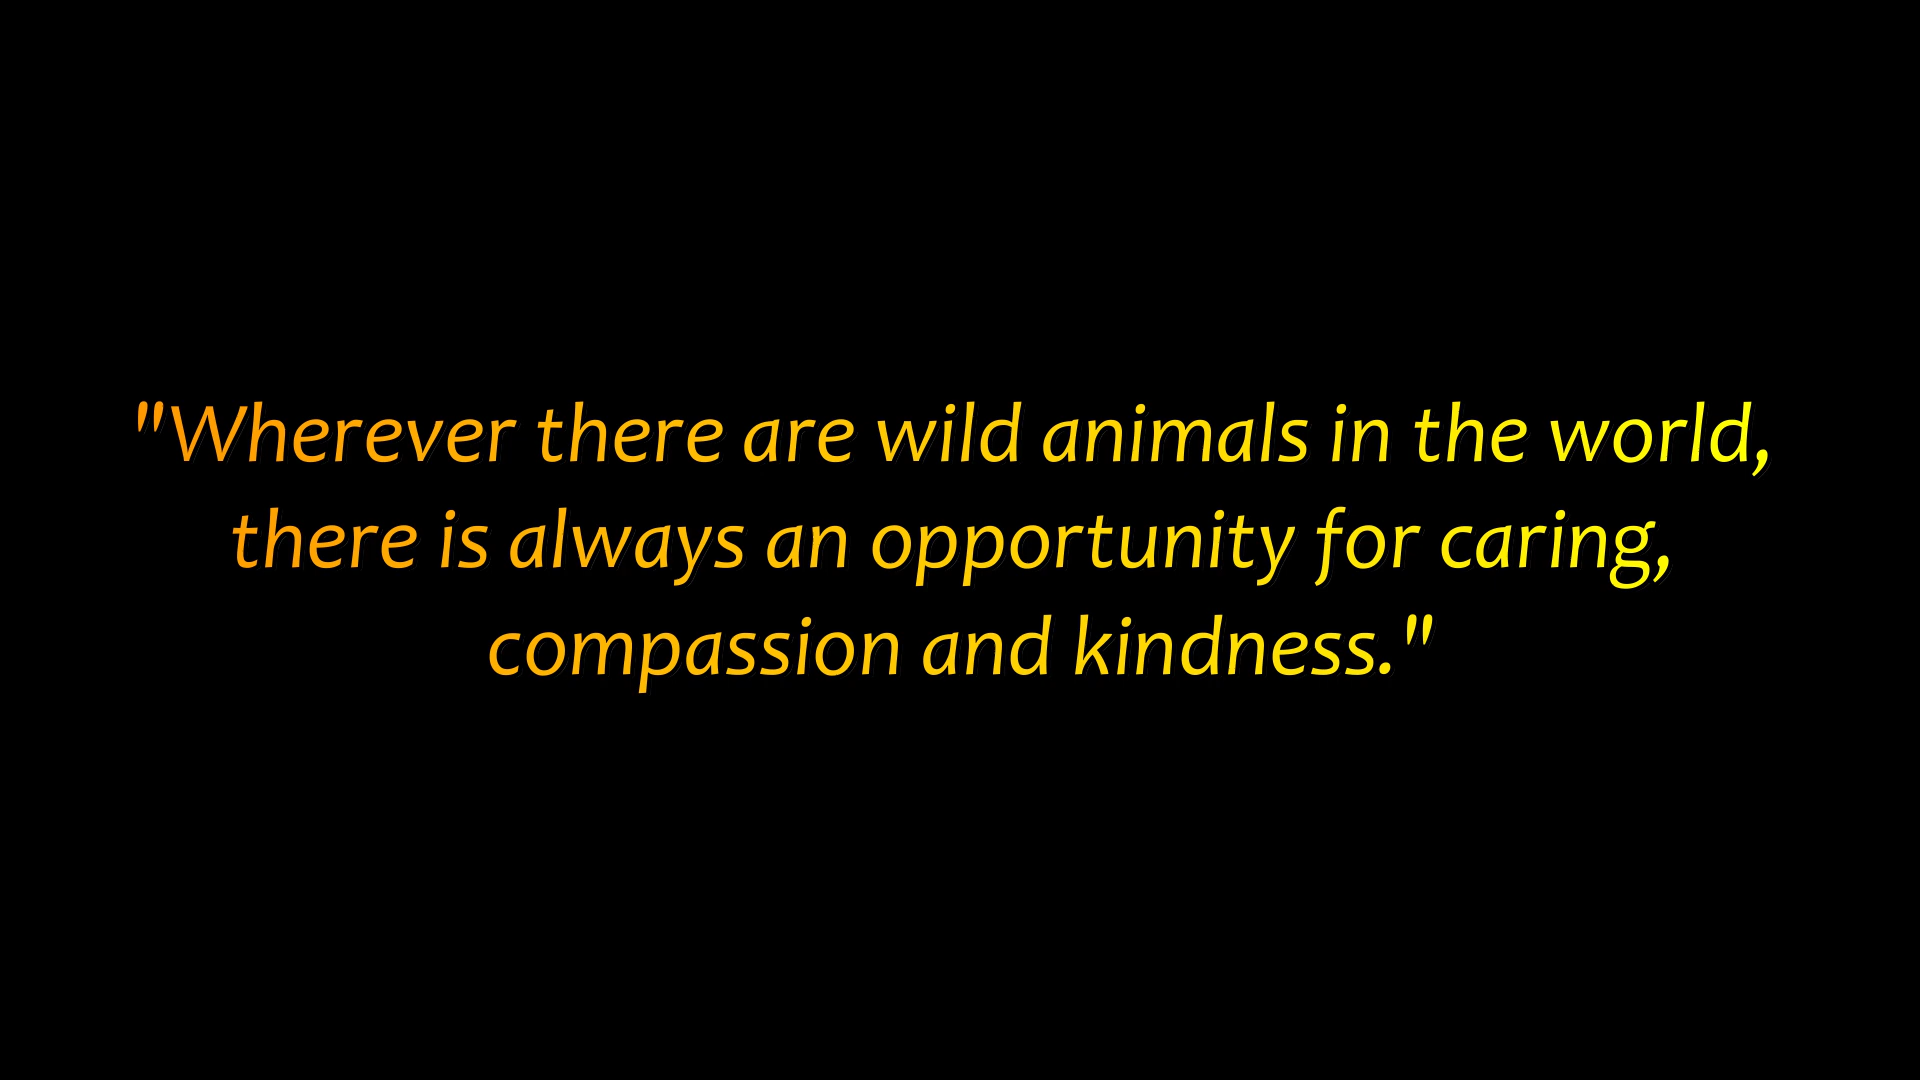 "Wherever there are wild animals in the world,
there is always an opportunity for caring,
compassion and kindness."